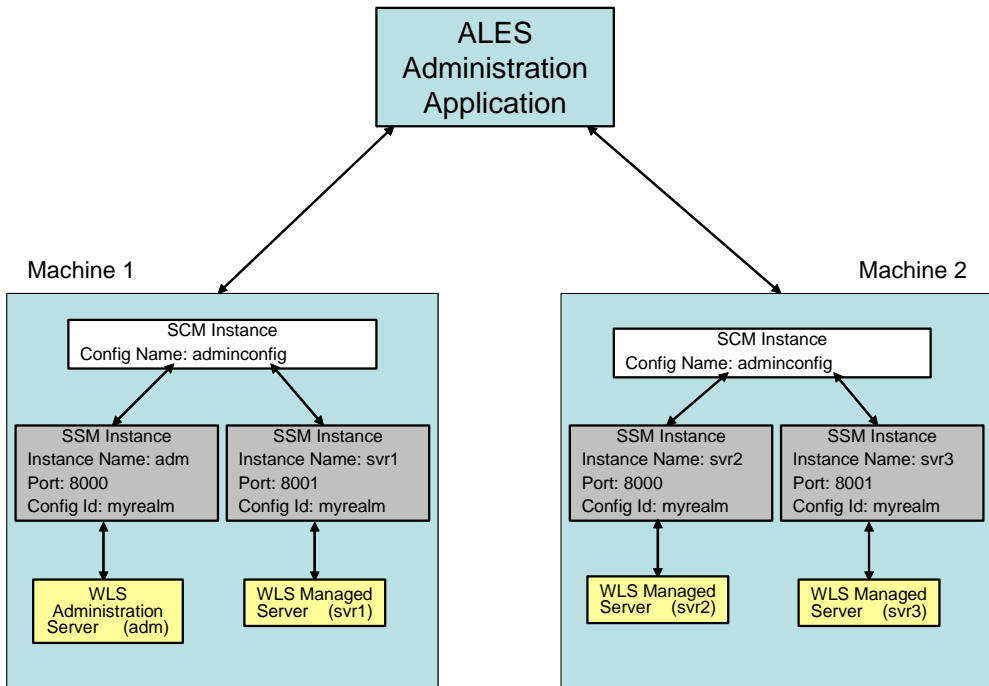 ALES
Administration
Application
Machine 1
SCM Instance
Config Name: adminconfig
SSM Instance
Instance Name: adm
Port: 8000
Config Id: myrealm
SSM Instance
Instance Name: svr1
Port: 8001
Config Id: myrealm
WLS
Administration
Server (adm)
WLS Managed
Server (svr1)
Machine 2
SCM Instance
Config Name: adminconfig
SSM Instance
Instance Name: svr2
Port: 8000
Config Id: myrealm
SSM Instance
Instance Name: svr3
Port: 8001
Config Id: myrealm
WLS Managed
Server (svr2)
WLS Managed
Server (svr3)